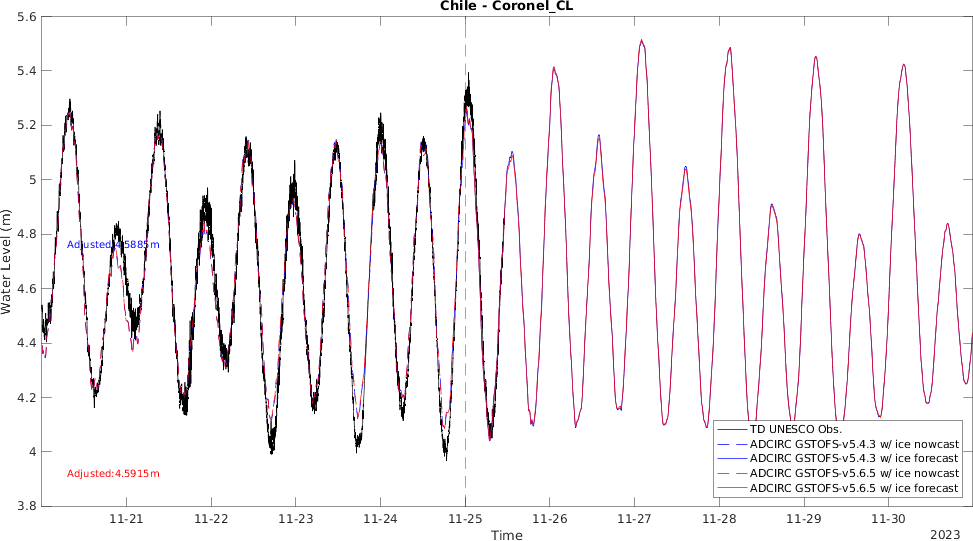 Chile - Coronel_CL
5.6
5.4
5.2
5
4.8
4.6
4.4
4.2
4
3.8
Water Level (m)
Adjusted:4.5885m
Adjusted:4.5915m
TD UNESCO Obs.
ADCIRC GSTOFS-v5.4.3 w/ ice nowcast
ADCIRC GSTOFS-v5.4.3 w/ ice forecast
ADCIRC GSTOFS-v5.6.5 w/ ice nowcast
ADCIRC GSTOFS-v5.6.5 w/ ice forecast
11-21 11-22 11-23 11-24 11-25 11-26 11-27 11-28 11-29 11-30
Time
2023